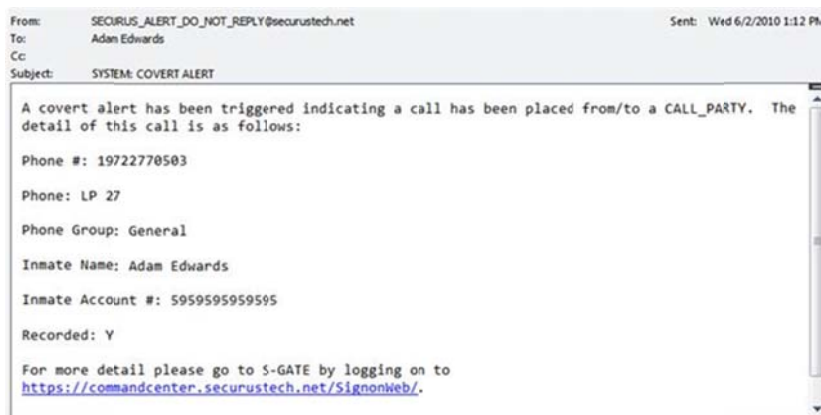 From: SECURUS_ALERT_DO_NOT_REPLY@securustech.net Sent: Wed 6/2/2010 1:12 PM
To: Adam Edwards
Cc:
Subject: SYSTEM: COVERT ALERT
A covert alert has been triggered indicating a call has been placed from/to a CALL_PARTY. The
detail of this call is as follows:
Phone #: 19722770503
Phone: LP 27
Phone Group: General
Inmate Name: Adam Edwards
Inmate Account #: 5959595959595
Recorded: Y
For more detail please go to S-GATE by logging on to
https://commandcenter.securustech.net/SignonWeb/.